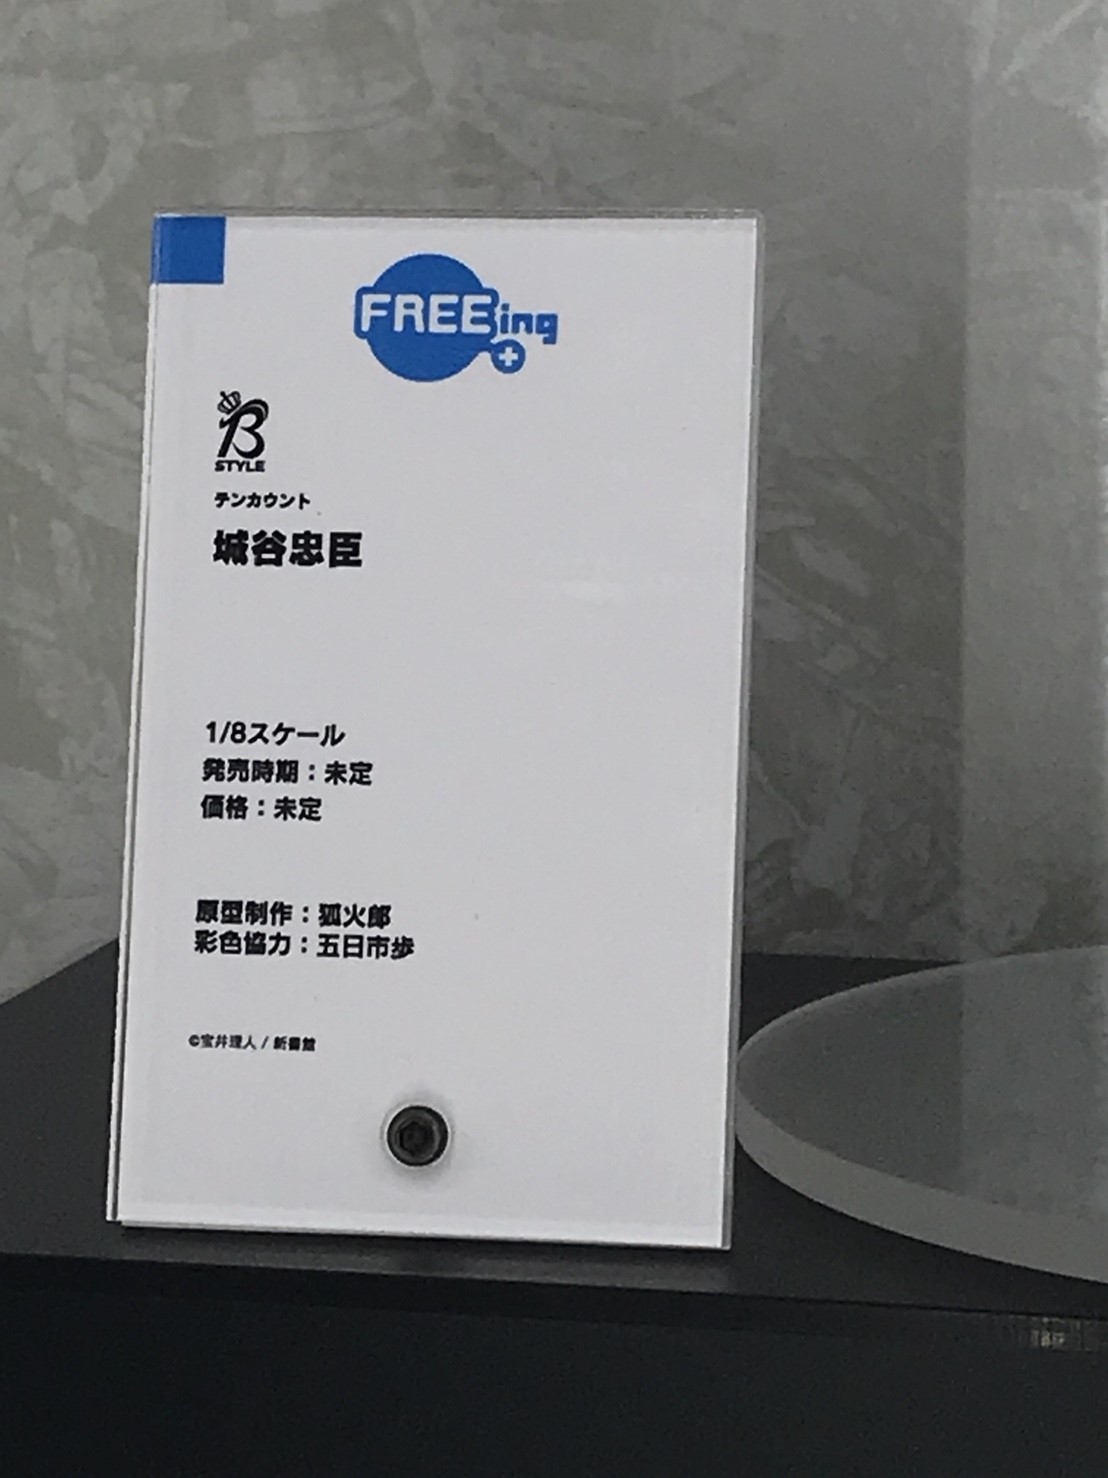 FREEing
B
STYLE
テンカウント
城谷忠臣
1/8スケール
発売時期：未定
価格：未定
原型制作：狐火郎
彩色協力：五日市歩
©宝井理人 / 新書館